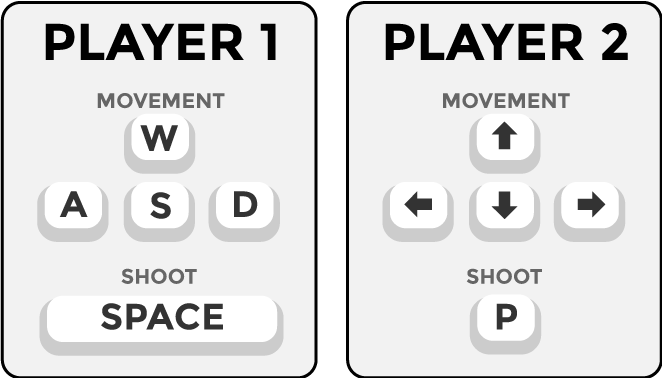 PLAYER 1
MOVEMENT
W
A S D
SHOOT
SPACE
PLAYER 2
MOVEMENT
SHOOT
P